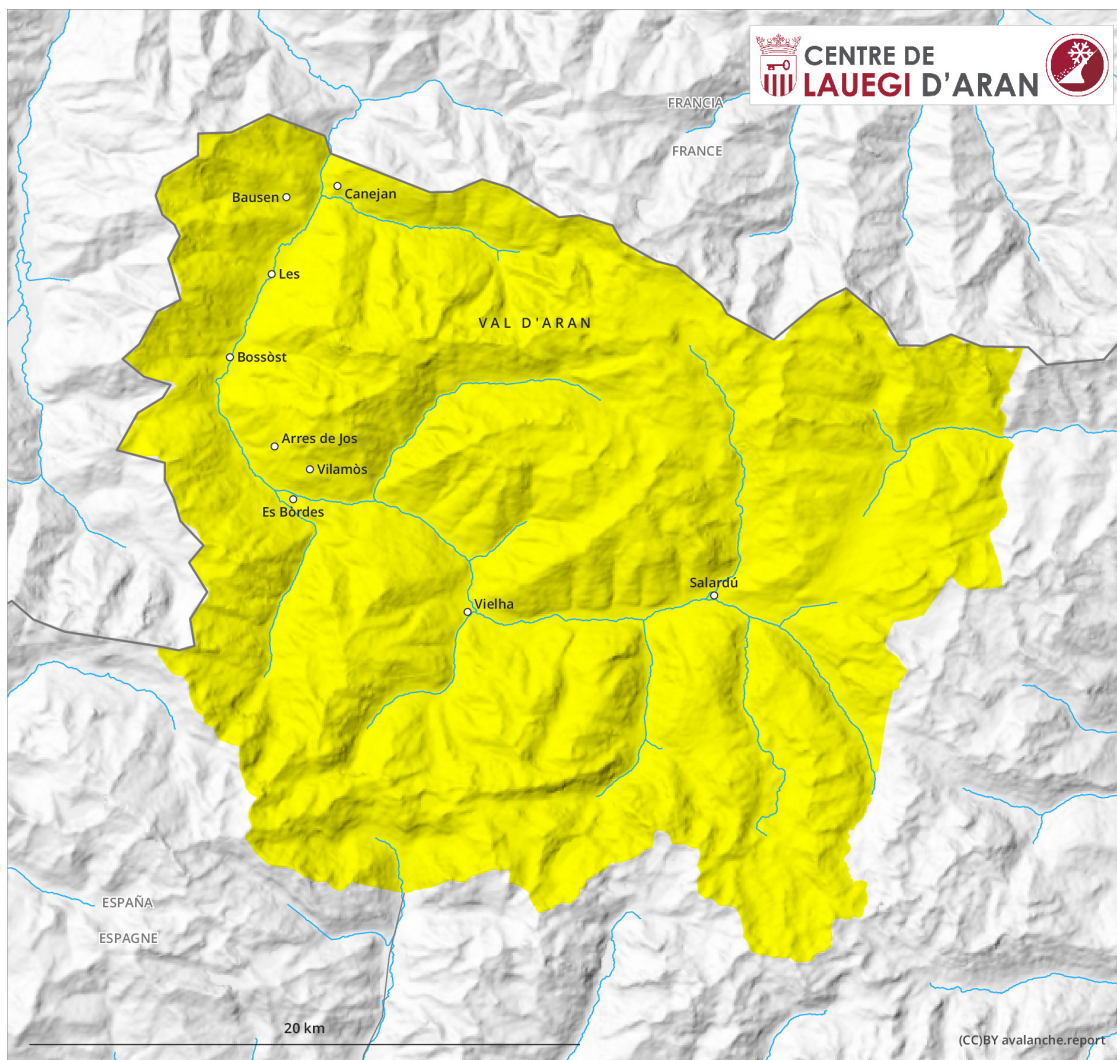 CENTRE DE
LAUEGI D'ARAN
FRANCIA
FRANCE
Bausen
Canejan
Les
VAL D'ARAN
Bossòst
Arres de Jos
Vilamòs
Es Bòrdes
Salardú
Vielha
ESPAÑA
ESPAGNE
20 km
(CC)BY avalanche.report